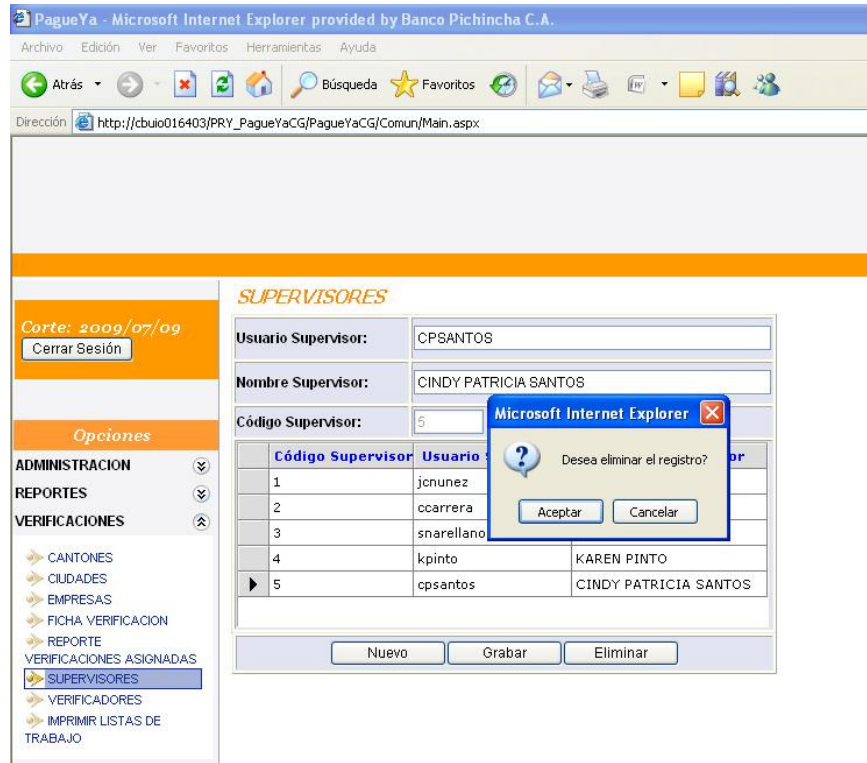 PagueYa - Microsoft Internet Explorer provided by Banco Pichincha C.A.
Archivo Edición Ver Favoritos Herramientas Ayuda
Atrás Búsqueda Favoritos
Dirección http://cbuio016403/PRY_PagueYaCG/PagueYaCG/Comun/Main.aspx
SUPERVISORES
Corte: 2009/07/09
Cerrar Sesión
Usuario Supervisor: CPSANTOS
Nombre Supervisor: CINDY PATRICIA SANTOS
Código Supervisor: 5
Microsoft Internet Explorer
Desea eliminar el registro?
Aceptar Cancelar
Código Supervisor Usuario
1 jcnunez
2 ccarrera
3 snarellano
4 kpinto KAREN PINTO
5 cpsantos CINDY PATRICIA SANTOS
Nuevo Grabar Eliminar
Opciones
ADMINISTRACION
REPORTES
VERIFICACIONES
CANTONES
CIUDADES
EMPRESAS
FICHA VERIFICACION
REPORTE
VERIFICACIONES ASIGNADAS
SUPERVISORES
VERIFICADORES
IMPRIMIR LISTAS DE
TRABAJO